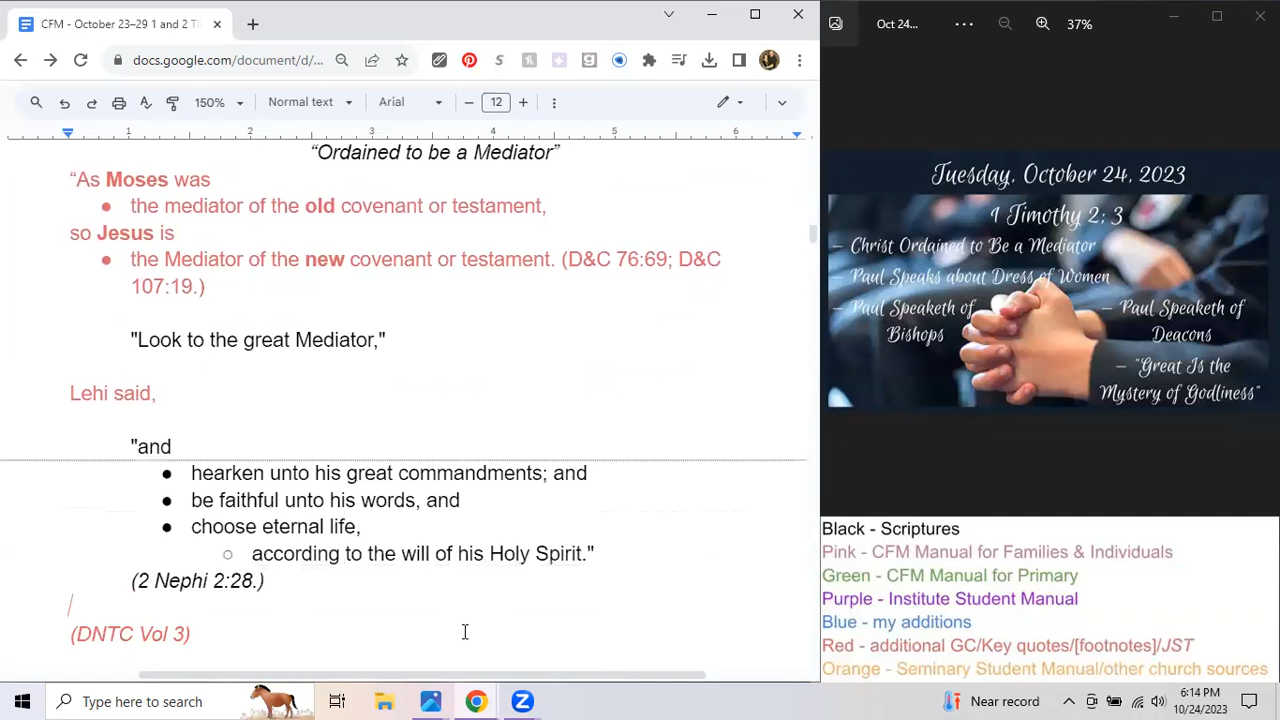 CFM - October 23–29 1 and 2 Ti
docs.google.com/document/d/...
150%
Normal text
Arial
12
1 2 3 4 5 6
“Ordained to be a Mediator”
“As Moses was
● the mediator of the old covenant or testament,
so Jesus is
● the Mediator of the new covenant or testament. (D&C 76:69; D&C
107:19.)
"Look to the great Mediator,"
Lehi said,
"and
● hearken unto his great commandments; and
● be faithful unto his words, and
● choose eternal life,
○ according to the will of his Holy Spirit."
(2 Nephi 2:28.)
(DNTC Vol 3)
Oct 24...
37%
Tuesday, October 24, 2023
1 Timothy 2; 3
– Christ Ordained to Be a Mediator
– Paul Speaks about Dress of Women
– Paul Speaketh of
Bishops
– Paul Speaketh of
Deacons
– "Great Is the
Mystery of Godliness"
Black - Scriptures
Pink - CFM Manual for Families & Individuals
Green - CFM Manual for Primary
Purple - Institute Student Manual
Blue - my additions
Red - additional GC/Key quotes/[footnotes]/JST
Orange - Seminary Student Manual/other church sources
Type here to search
Near record
6:14 PM
10/24/2023